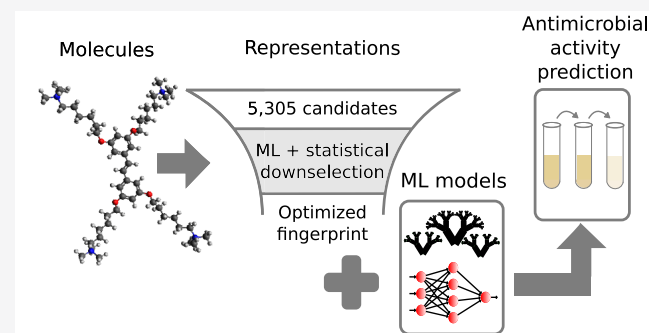 Molecules
Representations
5,305 candidates
ML + statistical
downselection
Optimized
fingerprint
ML models
Antimicrobial
activity
prediction